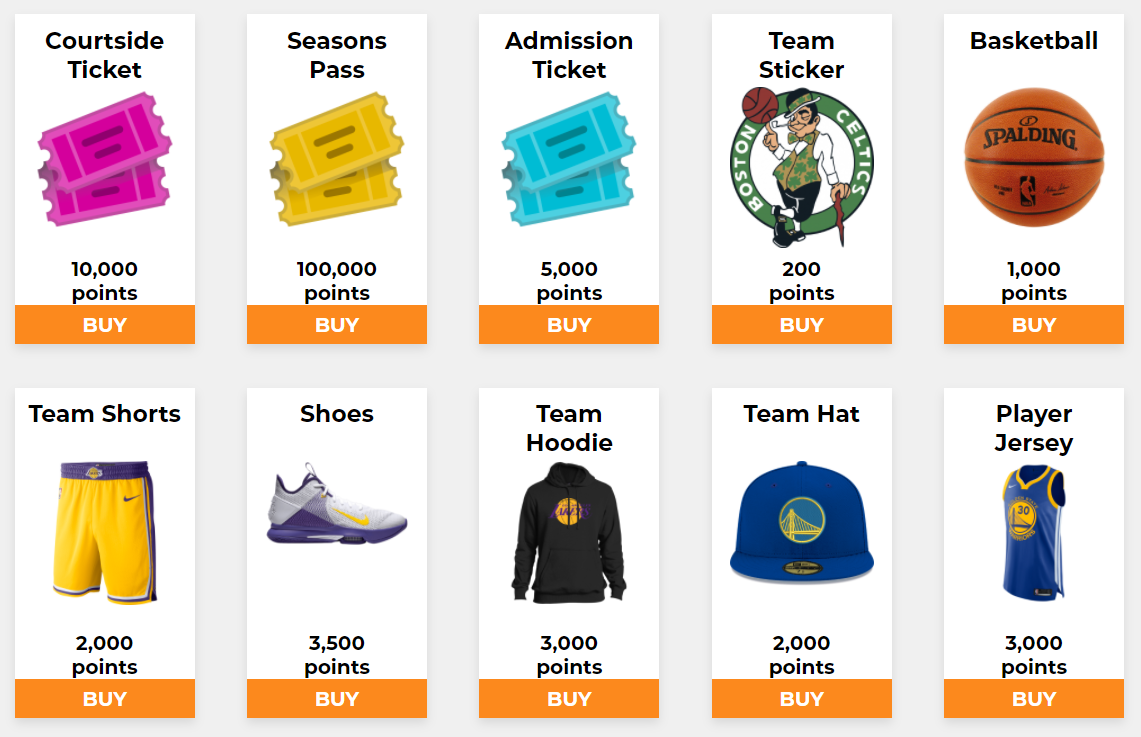 Courtside
Ticket
10,000
points
BUY
Seasons
Pass
100,000
points
BUY
Admission
Ticket
5,000
points
BUY
Team
Sticker
BOSTON CELTICS
200
points
BUY
Basketball
SPALDING
1,000
points
BUY
Team Shorts
2,000
points
BUY
Shoes
3,500
points
BUY
Team
Hoodie
LAKERS
3,000
points
BUY
Team Hat
2,000
points
BUY
Player
Jersey
30
WARRIORS
3,000
points
BUY